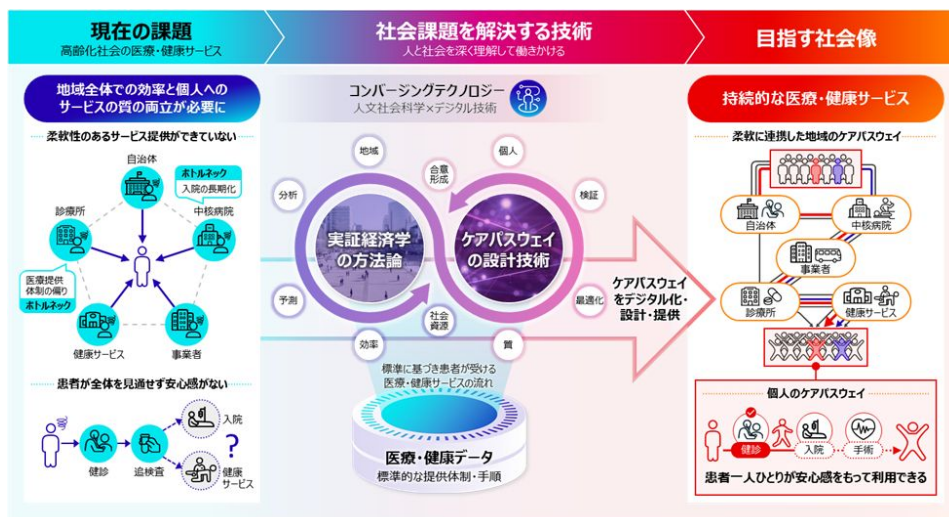 現在の課題
高齢化社会の医療・健康サービス
社会課題を解決する技術
人と社会を深く理解して働きかける
目指す社会像
地域全体での効率と個人への
サービスの質の両立が必要に
柔軟性のあるサービス提供ができていない
自治体
ボトルネック
入院の長期化
診療所
中核病院
医療提供
体制の偏り
ボトルネック
健康サービス
事業者
患者が全体を見通せず安心感がない
健診
追検査
入院
?
健康
サービス
コンバージングテクノロジー
人文社会科学×デジタル技術
地域
個人
合意
形成
分析
検証
実証経済学
の方法論
ケアパスウェイ
の設計技術
予測
最適化
社会
資源
効率
質
標準に基づき患者が受ける
医療・健康サービスの流れ
医療・健康データ
標準的な提供体制・手順
ケアパスウェイ
をデジタル化・
設計・提供
持続的な医療・健康サービス
柔軟に連携した地域のケアパスウェイ
自治体
中核病院
事業者
診療所
健康サービス
個人のケアパスウェイ
健診
入院
手術
患者一人ひとりが安心感をもって利用できる